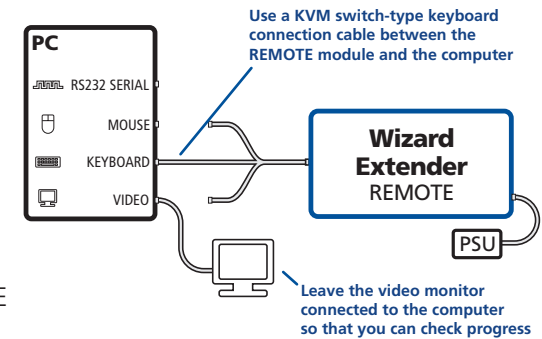 Use a KVM switch-type keyboard
connection cable between the
REMOTE module and the computer
PC
RS232 SERIAL
MOUSE
KEYBOARD
VIDEO
Wizard
Extender
REMOTE
PSU
Leave the video monitor
connected to the computer
so that you can check progress
E